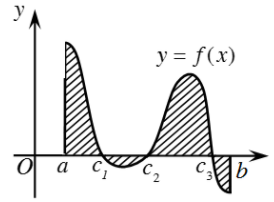 y
y = f(x)
O a c₁ c₂ c₃ b x